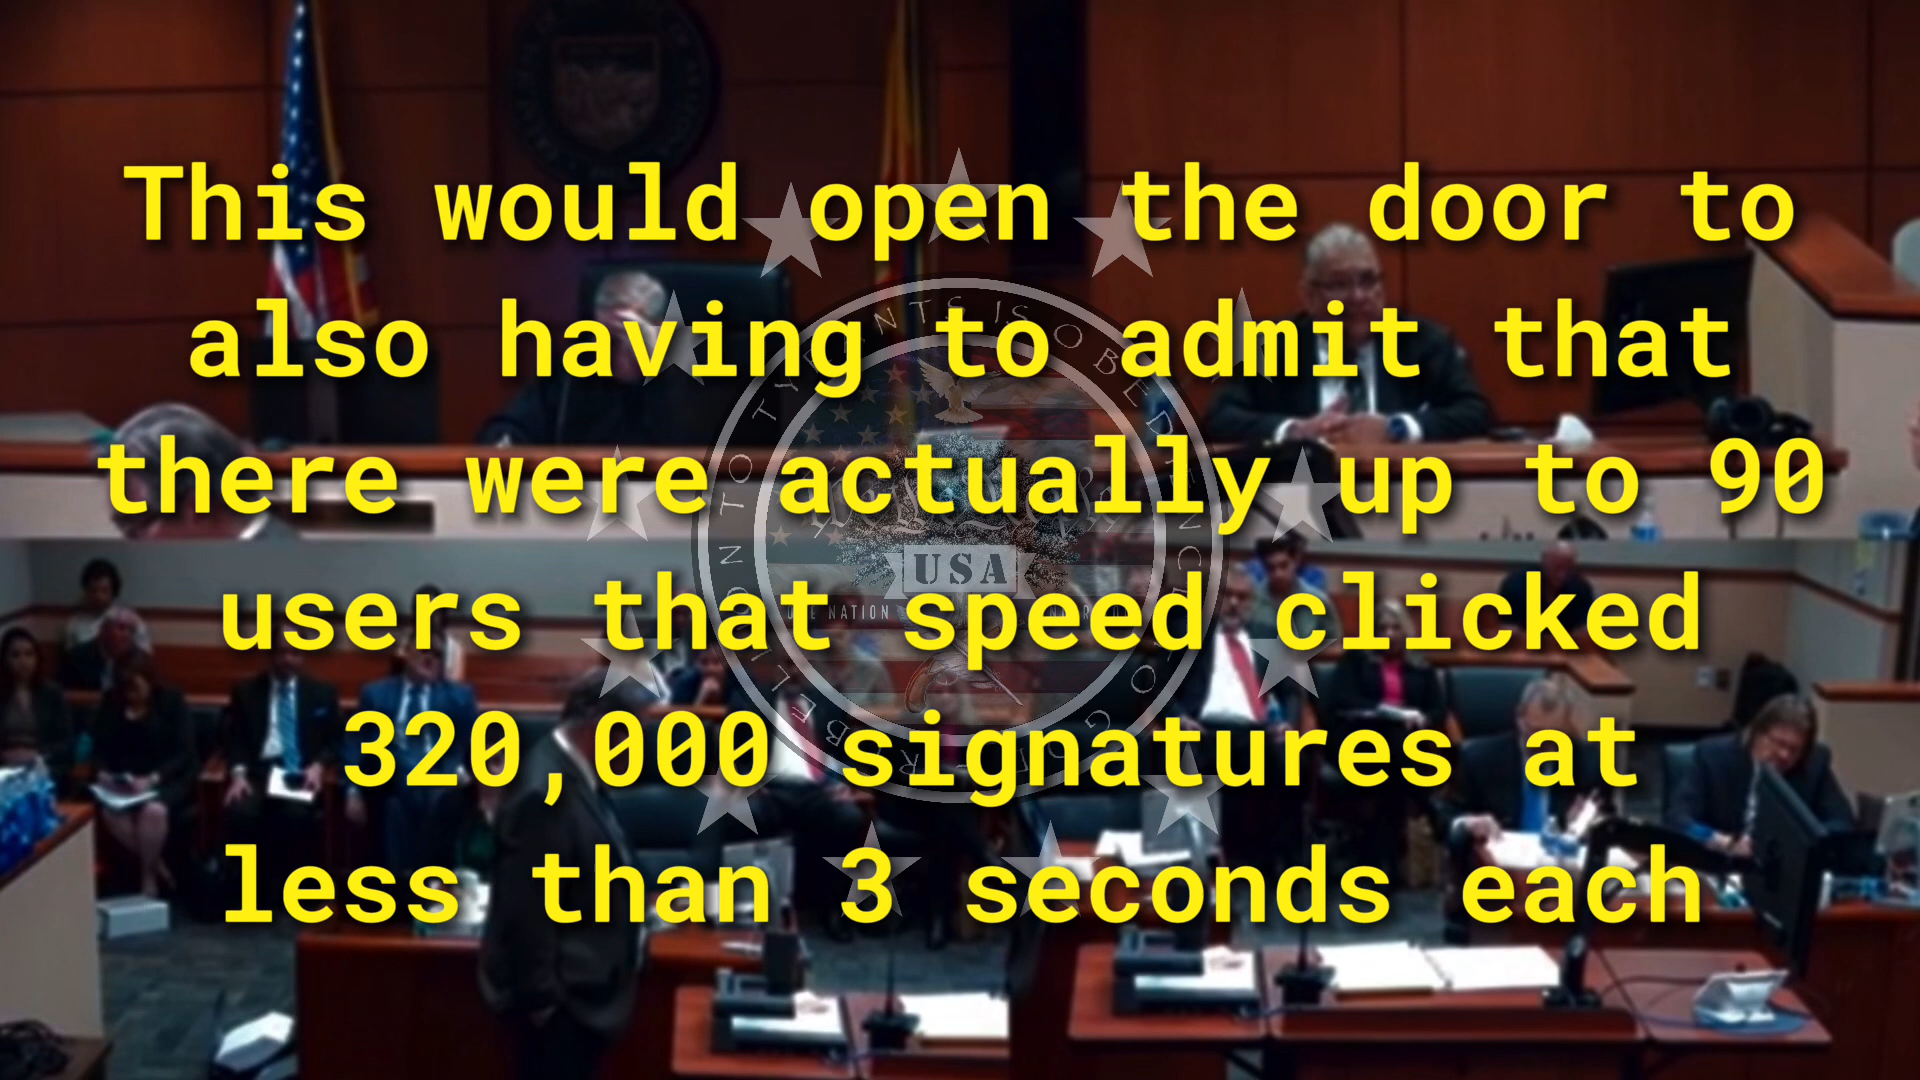 This would open the door to
also having to admit that
there were actually up to 90
users that speed clicked
320,000 signatures at
less than 3 seconds each
USA
NATION